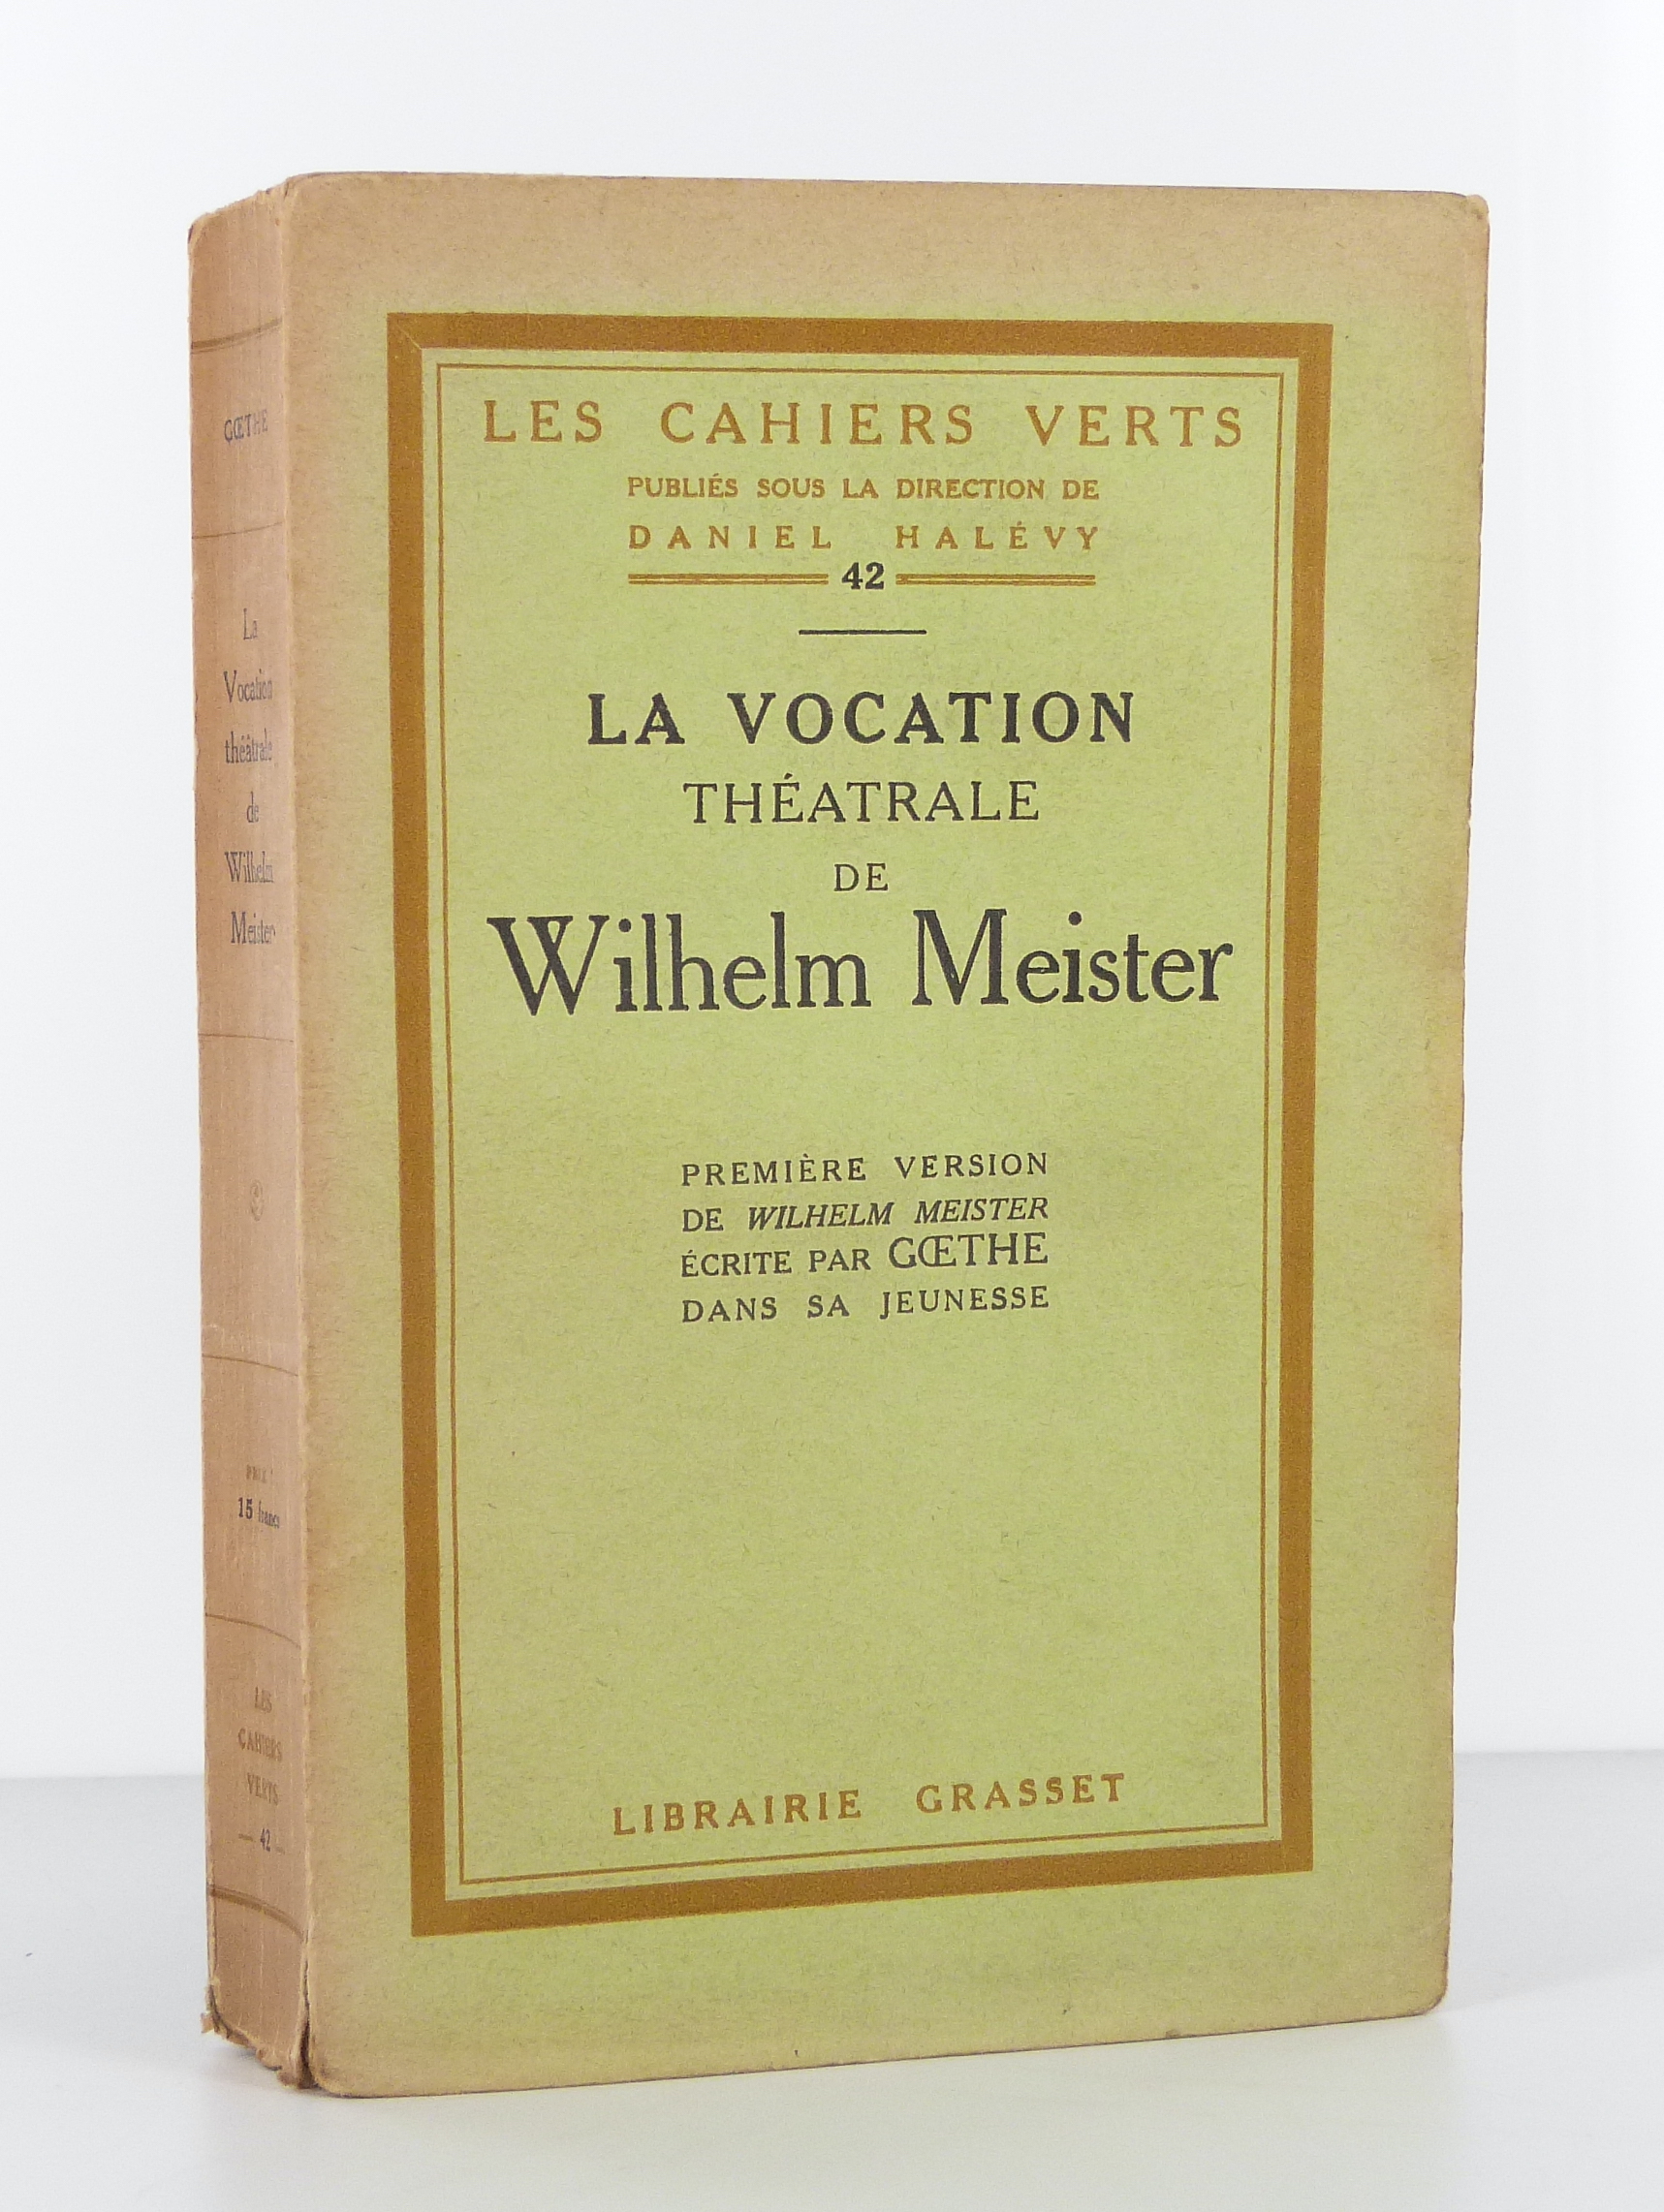 GŒTHE
La
Vocation
théâtrale
de
Wilhelm
Meister
PRIX :
15 francs
LES
CAHIERS
VERTS
— 42 —
LES CAHIERS VERTS
PUBLIÉS SOUS LA DIRECTION DE
DANIEL HALÉVY
42
LA VOCATION
THÉATRALE
DE
Wilhelm Meister
PREMIÈRE VERSION
DE WILHELM MEISTER
ÉCRITE PAR GŒTHE
DANS SA JEUNESSE
LIBRAIRIE GRASSET